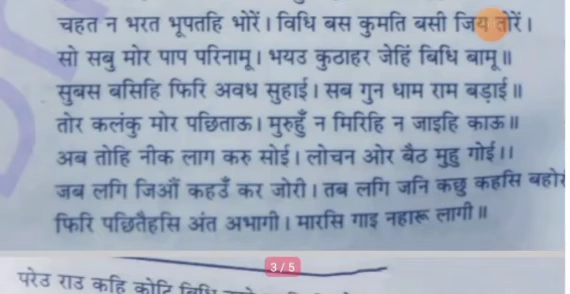 चहत न भरत भूपतहि भोरें। विधि बस कुमति बसी जिय तोरें।
सो सबु मोर पाप परिनामू। भयउ कुठाहर जेहिं बिधि बामू॥
सुबस बसिहि फिरि अवध सुहाई। सब गुन धाम राम बड़ाई॥
तोर कलंकु मोर पछिताऊ। मुरुहुँ न मिरिहि न जाइहि काऊ॥
अब तोहि नीक लाग करु सोई। लोचन ओर बैठ मुहु गोई।।
जब लगि जिऔं कहउँ कर जोरी। तब लगि जनि कछु कहसि बहोरी
फिरि पछितैहसि अंत अभागी। मारसि गाइ नहारू लागी॥
3/5
परेउ राउ कहि कोटि बिधि